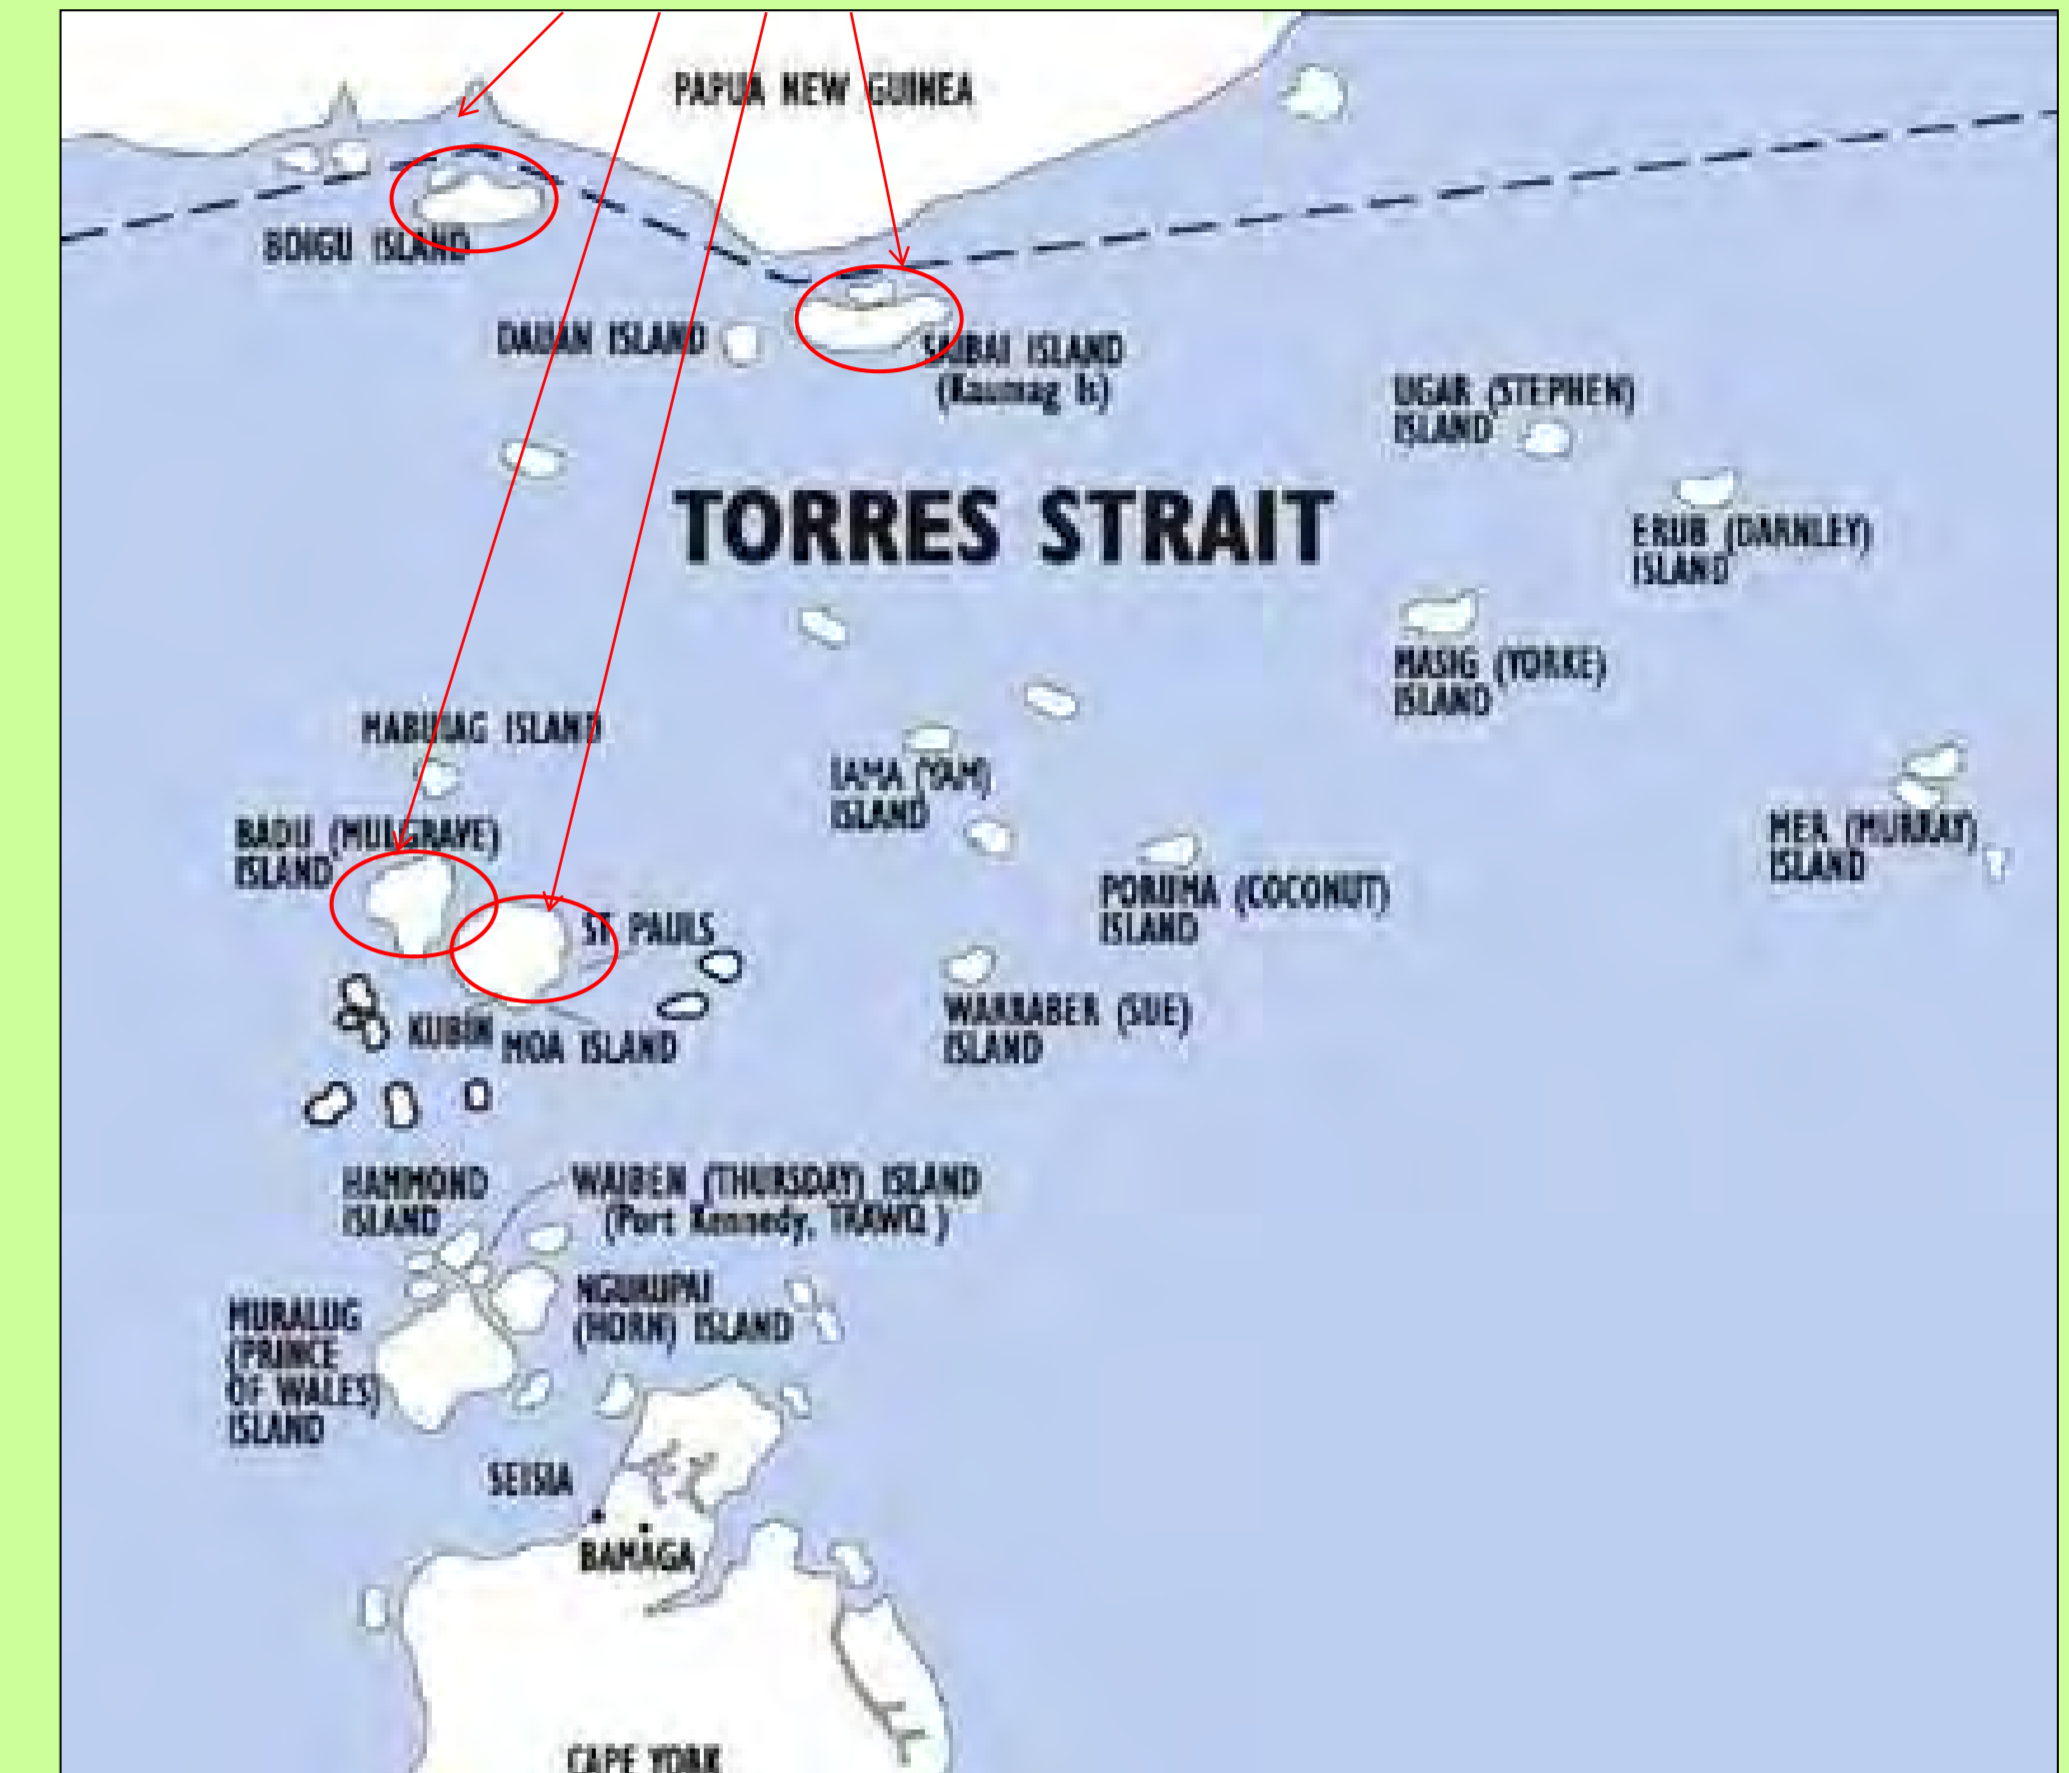 PAPUA NEW GUINEA
BOIGU ISLAND
DAUAN ISLAND
SAIBAI ISLAND
(Kaumag Is)
UGAR (STEPHEN)
ISLAND
TORRES STRAIT
ERUB (DARNLEY)
ISLAND
MASIG (YORKE)
ISLAND
MABUIAG ISLAND
IAMA (YAM)
ISLAND
BADU (MULGRAVE)
ISLAND
MER (MURRAY)
ISLAND
PORUMA (COCONUT)
ISLAND
ST PAULS
WARRABER (SUE)
ISLAND
KUBIN
MOA ISLAND
HAMMOND
ISLAND
WAIBEN (THURSDAY) ISLAND
(Port Kennedy, TRAWQ)
NGURUPAI
(HORN) ISLAND
MURALUG
(PRINCE
OF WALES)
ISLAND
SEISIA
BAMAGA
CAPE YORK